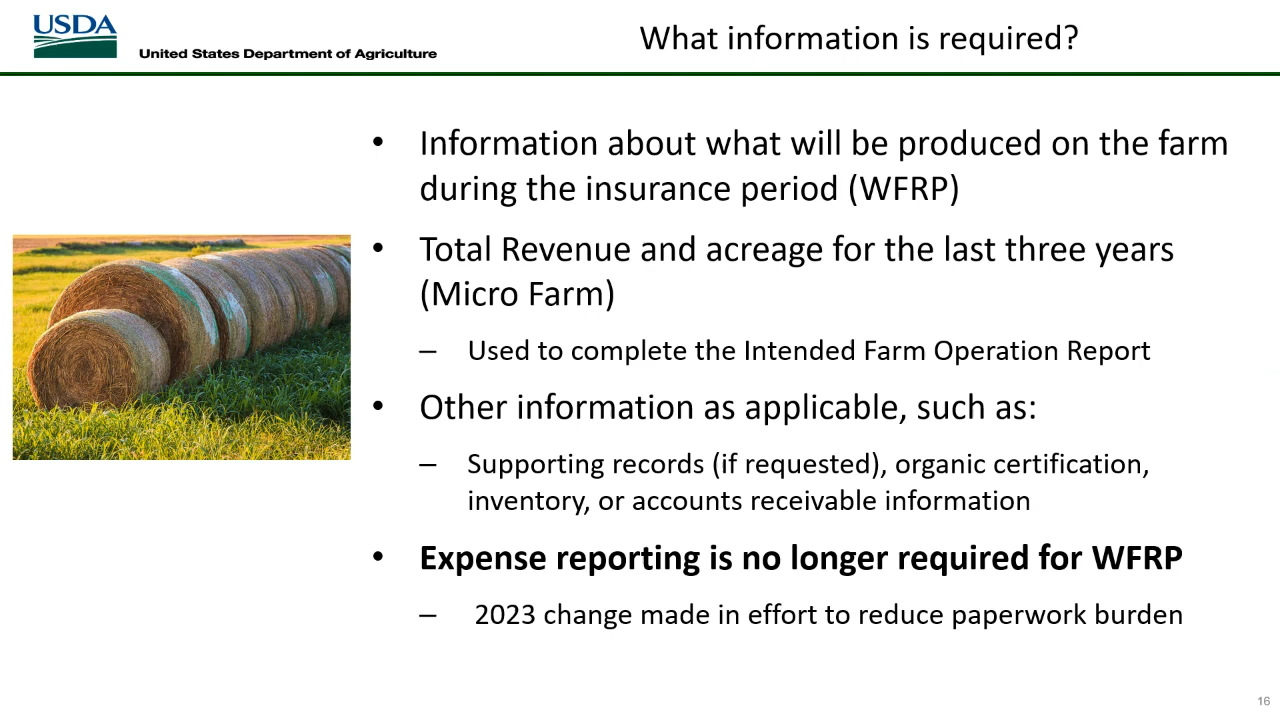 USDA
United States Department of Agriculture
What information is required?
• Information about what will be produced on the farm
during the insurance period (WFRP)
• Total Revenue and acreage for the last three years
(Micro Farm)
– Used to complete the Intended Farm Operation Report
• Other information as applicable, such as:
– Supporting records (if requested), organic certification,
inventory, or accounts receivable information
• Expense reporting is no longer required for WFRP
– 2023 change made in effort to reduce paperwork burden
16